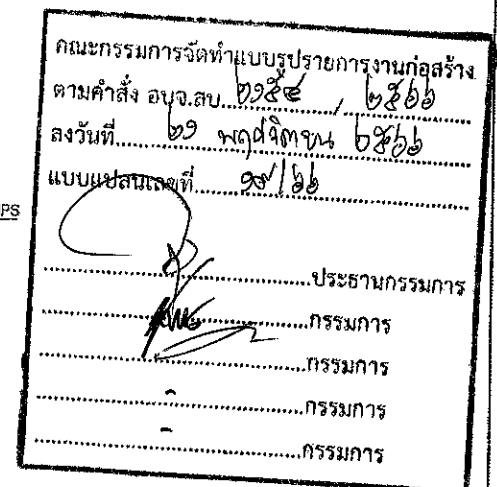 คณะกรรมการจัดทำแบบรูปรายการงานก่อสร้าง
ตามคำสั่ง อบจ.สบ. ๒๑๕๔ / ๒๕๖๖
ลงวันที่ ๒๑ พฤศจิกายน ๒๕๖๖
แบบแปลนเลขที่ /๖๖
UPS
ประธานกรรมการ
กรรมการ
กรรมการ
- กรรมการ
- กรรมการ